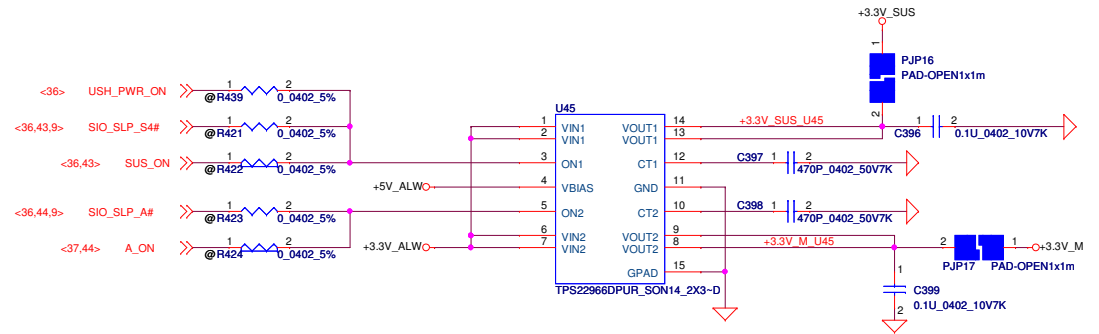 +3.3V_SUS
1
PJP16
PAD-OPEN1x1m
2
<36> USH_PWR_ON 1 2
@R439 0_0402_5%
<36,43,9> SIO_SLP_S4# 1 2
@R421 0_0402_5%
<36,43> SUS_ON 1 2
@R422 0_0402_5%
+5V_ALW
<36,44,9> SIO_SLP_A# 1 2
@R423 0_0402_5%
<37,44> A_ON 1 2
@R424 0_0402_5%
+3.3V_ALW
U45
1 VIN1 VOUT1 14 +3.3V_SUS_U45
2 VIN1 VOUT1 13
3 ON1 CT1 12
4 VBIAS GND 11
5 ON2 CT2 10
6 VIN2 VOUT2 9
7 VIN2 VOUT2 8 +3.3V_M_U45
GPAD 15
TPS22966DPUR_SON14_2X3~D
C396 1 2
0.1U_0402_10V7K
C397 1 2
470P_0402_50V7K
C398 1 2
470P_0402_50V7K
2 1 +3.3V_M
PJP17 PAD-OPEN1x1m
1
C399
0.1U_0402_10V7K
2